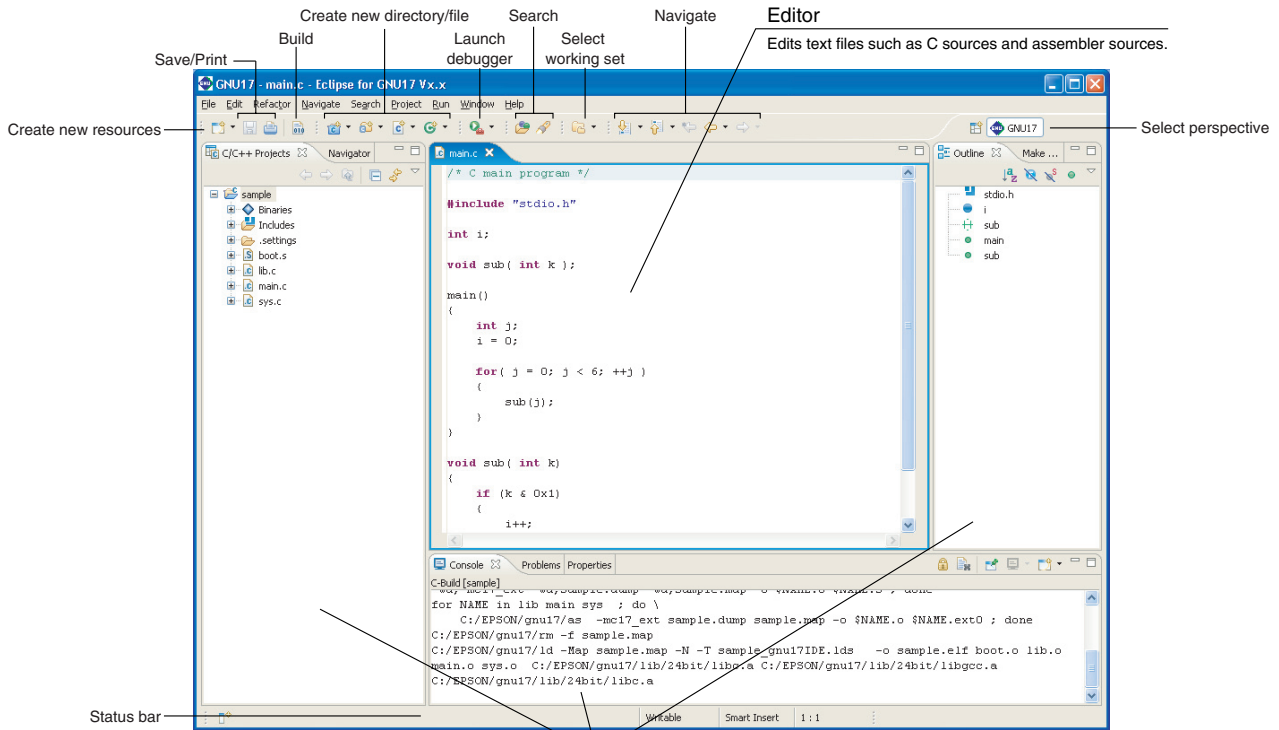 Create new directory/file
Search
Navigate
Editor
Build
Launch debugger
Select working set
Edits text files such as C sources and assembler sources.
Save/Print
GNU17 - main.c - Eclipse for GNU17 Vx.x
File Edit Refactor Navigate Search Project Run Window Help
Create new resources
GNU17
Select perspective
C/C++ Projects
Navigator
main.c
Outline
Make ...
sample
Binaries
Includes
.settings
boot.s
lib.c
main.c
sys.c
/* C main program */
#include "stdio.h"
int i;
void sub( int k );
main()
{
int j;
i = 0;
for( j = 0; j < 6; ++j )
{
sub(j);
}
}
void sub( int k)
{
if (k & 0x1)
{
i++;
stdio.h
i
sub
main
sub
Console
Problems
Properties
C-Build [sample]
for NAME in lib main sys ; do \
C:/EPSON/gnu17/as -mc17_ext sample.dump sample.map -o $NAME.o $NAME.ext0 ; done
C:/EPSON/gnu17/rm -f sample.map
C:/EPSON/gnu17/ld -Map sample.map -N -T sample_gnu17IDE.lds -o sample.elf boot.o lib.o
main.o sys.o C:/EPSON/gnu17/lib/24bit/libc.a C:/EPSON/gnu17/lib/24bit/libgcc.a
C:/EPSON/gnu17/lib/24bit/libc.a
Status bar
Writable
Smart Insert
1 : 1